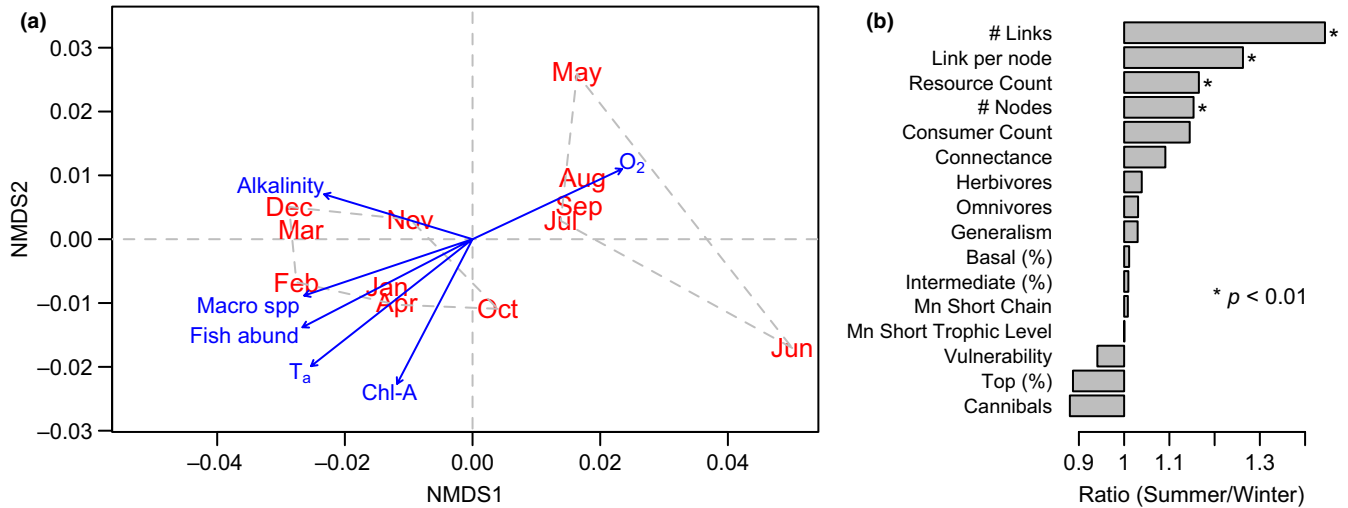 (a)
NMDS2
0.03
0.02
0.01
0.00
−0.01
−0.02
−0.03
May
O2
Aug
Sep
Jul
Alkalinity
Dec
Nov
Mar
Feb
Jan
Macro spp
Apr
Oct
Fish abund
Jun
Ta
Chl-A
−0.04 −0.02 0.00 0.02 0.04
NMDS1
(b)
# Links *
Link per node *
Resource Count *
# Nodes *
Consumer Count
Connectance
Herbivores
Omnivores
Generalism
Basal (%)
Intermediate (%)
* p < 0.01
Mn Short Chain
Mn Short Trophic Level
Vulnerability
Top (%)
Cannibals
0.9 1 1.1 1.3
Ratio (Summer/Winter)